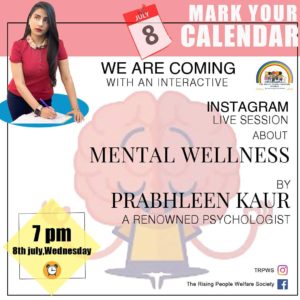 MARK YOUR
CALENDAR
JULY
8
WE ARE COMING
WITH AN INTERACTIVE
INSTAGRAM
LIVE SESSION
ABOUT
MENTAL WELLNESS
BY
PRABHLEEN KAUR
A RENOWNED PSYCHOLOGIST
7 pm
8th july,Wednesday
TRPWS
The Rising People Welfare Society